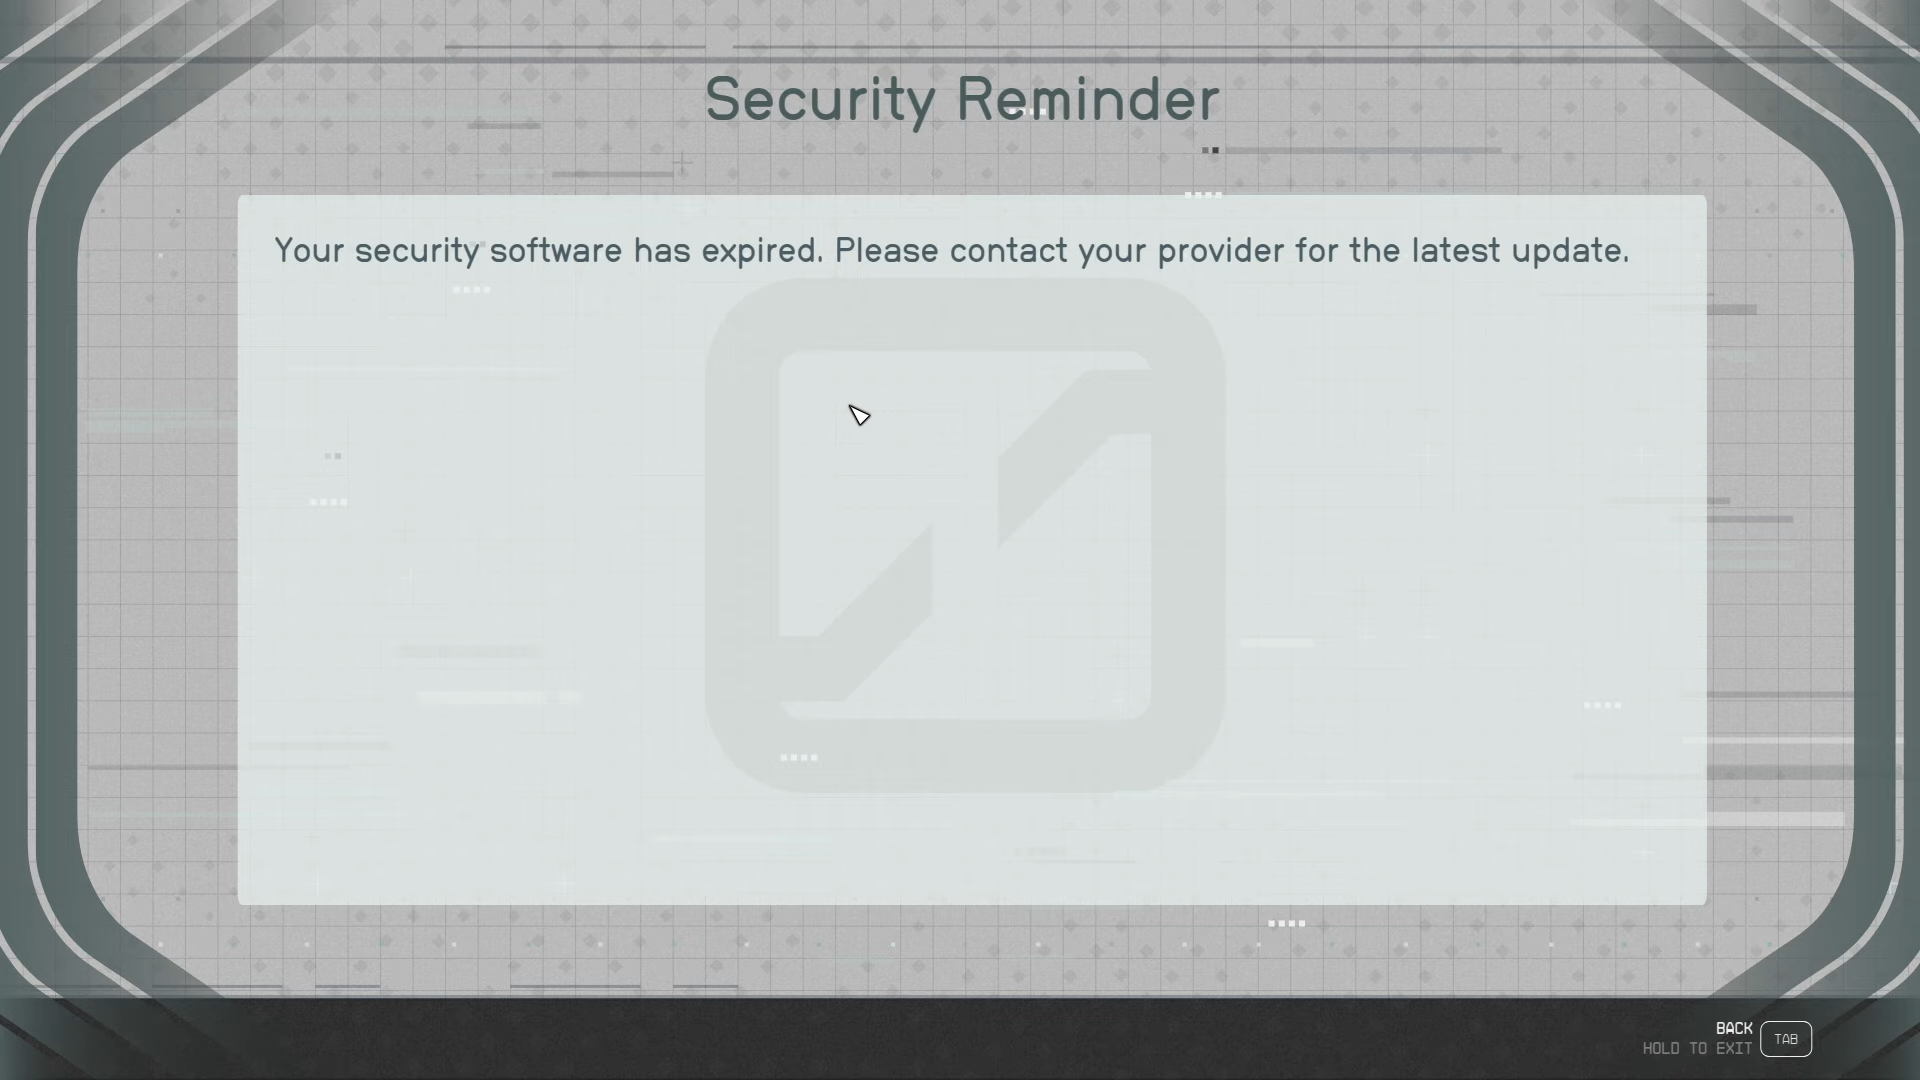 Security Reminder
Your security software has expired. Please contact your provider for the latest update.
BACK
HOLD TO EXIT
TAB